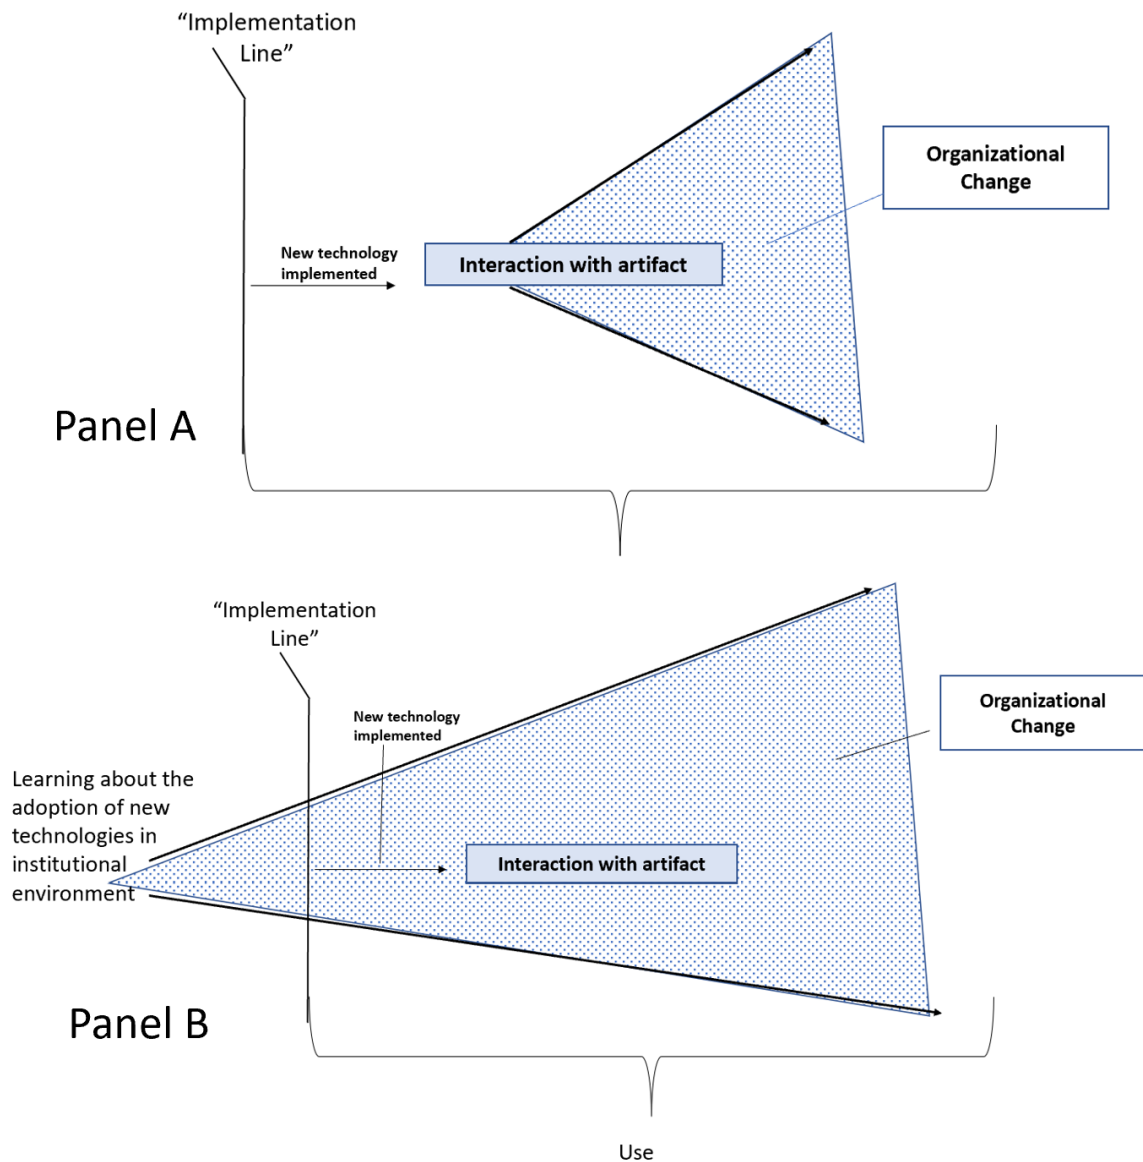 “Implementation
Line”
Organizational
Change
New technology
implemented
Interaction with artifact
Panel A
“Implementation
Line”
New technology
implemented
Organizational
Change
Learning about the
adoption of new
technologies in
institutional
environment
Interaction with artifact
Panel B
Use